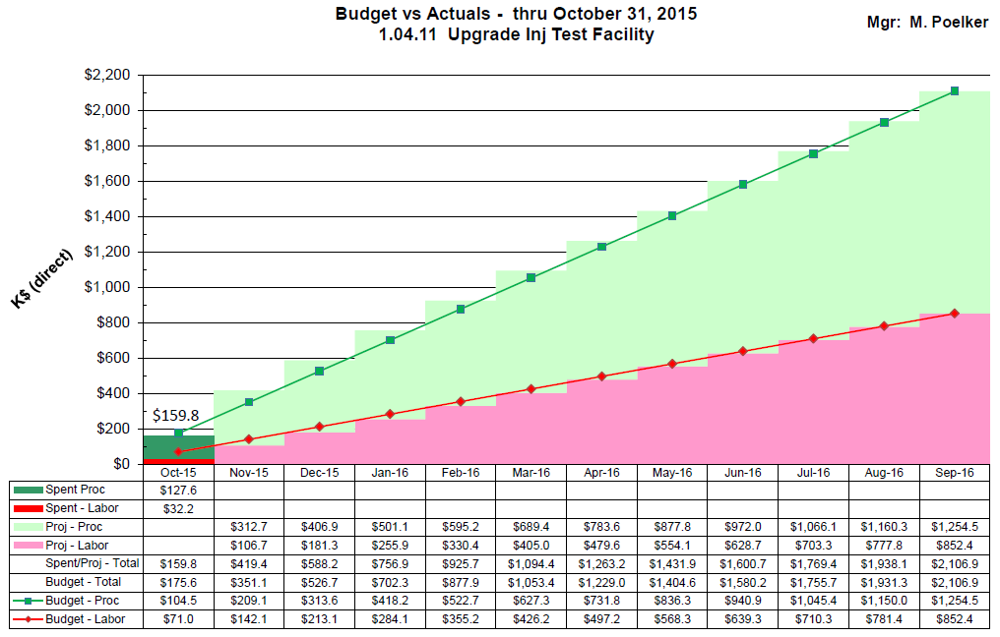 Budget vs Actuals -  thru October 31, 2015
1.04.11  Upgrade Inj Test Facility
Mgr:  M. Poelker
$2,200
$2,000
$1,800
$1,600
$1,400
$1,200
$1,000
$800
$600
$400
$200
$0
K$ (direct)
$159.8
Oct-15 Nov-15 Dec-15 Jan-16 Feb-16 Mar-16 Apr-16 May-16 Jun-16 Jul-16 Aug-16 Sep-16
Spent Proc $127.6
Spent - Labor $32.2
Proj - Proc $312.7 $406.9 $501.1 $595.2 $689.4 $783.6 $877.8 $972.0 $1,066.1 $1,160.3 $1,254.5
Proj - Labor $106.7 $181.3 $255.9 $330.4 $405.0 $479.6 $554.1 $628.7 $703.3 $777.8 $852.4
Spent/Proj - Total $159.8 $419.4 $588.2 $756.9 $925.7 $1,094.4 $1,263.2 $1,431.9 $1,600.7 $1,769.4 $1,938.1 $2,106.9
Budget - Total $175.6 $351.1 $526.7 $702.3 $877.9 $1,053.4 $1,229.0 $1,404.6 $1,580.2 $1,755.7 $1,931.3 $2,106.9
Budget - Proc $104.5 $209.1 $313.6 $418.2 $522.7 $627.3 $731.8 $836.3 $940.9 $1,045.4 $1,150.0 $1,254.5
Budget - Labor $71.0 $142.1 $213.1 $284.1 $355.2 $426.2 $497.2 $568.3 $639.3 $710.3 $781.4 $852.4